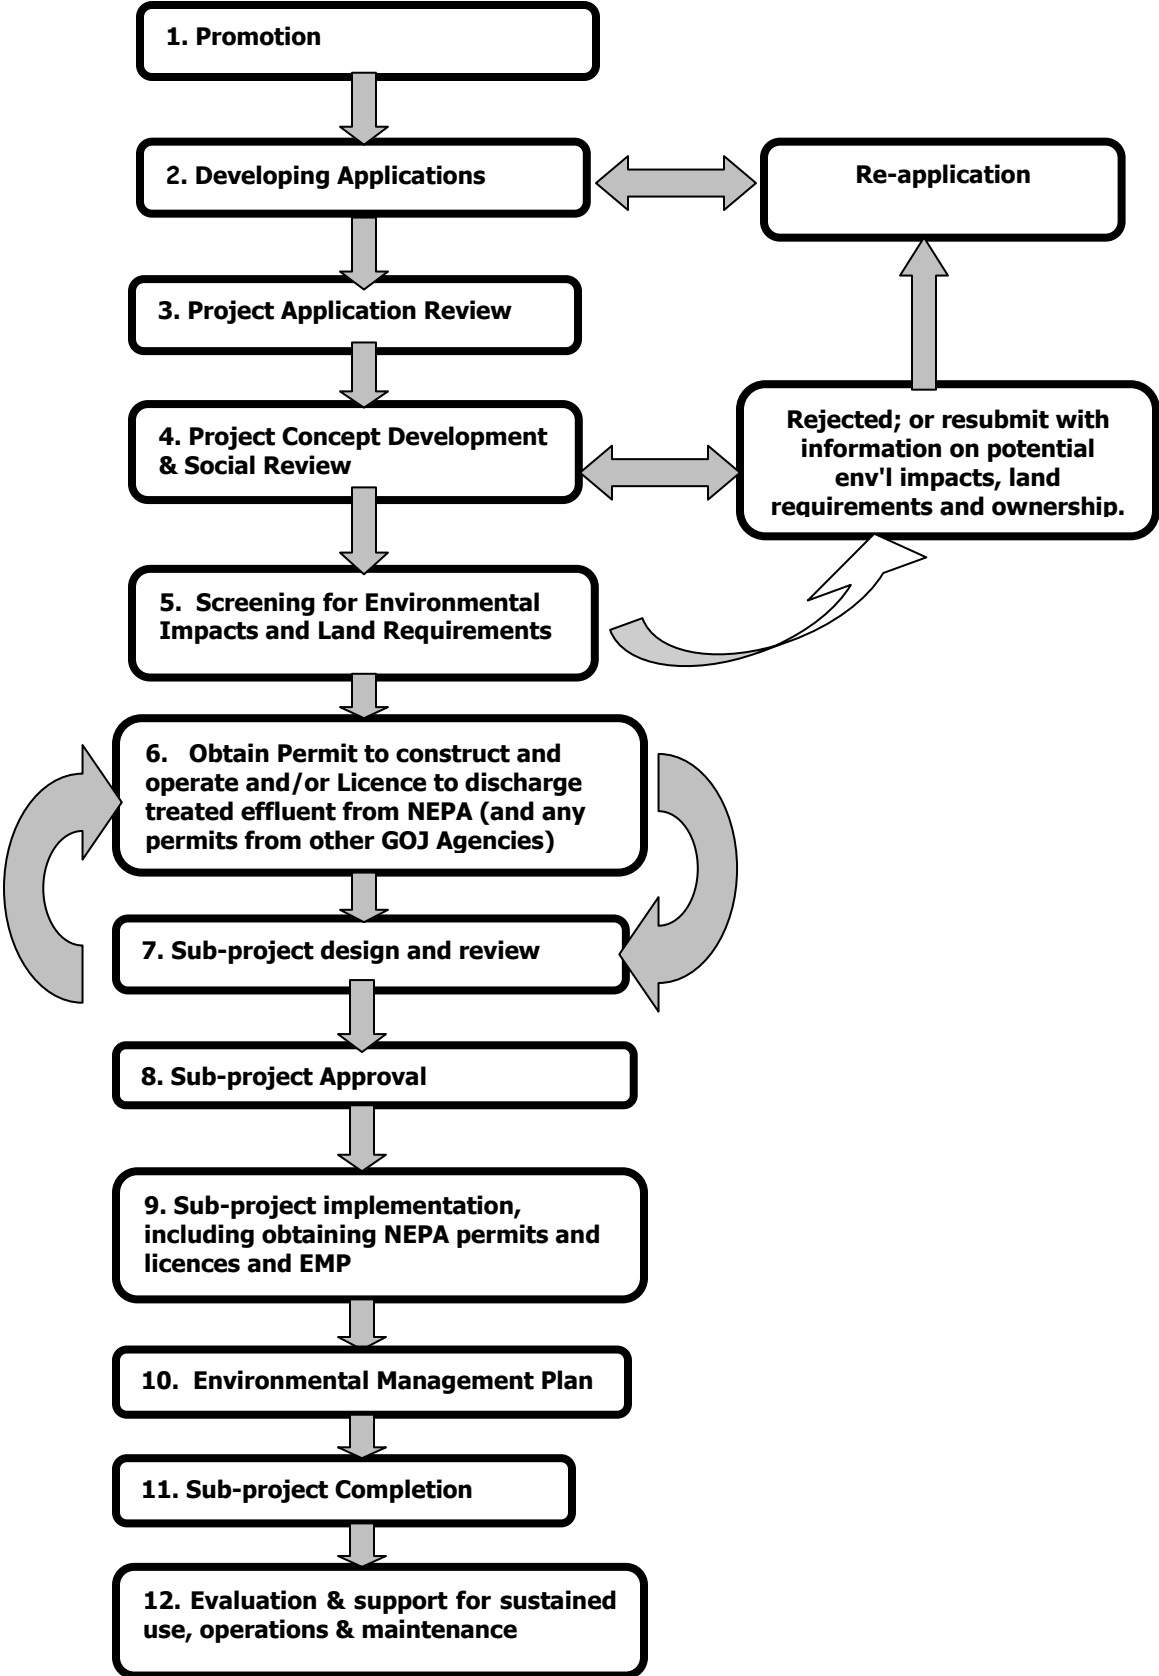 1. Promotion
2. Developing Applications
Re-application
3. Project Application Review
4. Project Concept Development
& Social Review
Rejected; or resubmit with
information on potential
env'l impacts, land
requirements and ownership.
5. Screening for Environmental
Impacts and Land Requirements
6. Obtain Permit to construct and
operate and/or Licence to discharge
treated effluent from NEPA (and any
permits from other GOJ Agencies)
7. Sub-project design and review
8. Sub-project Approval
9. Sub-project implementation,
including obtaining NEPA permits and
licences and EMP
10. Environmental Management Plan
11. Sub-project Completion
12. Evaluation & support for sustained
use, operations & maintenance